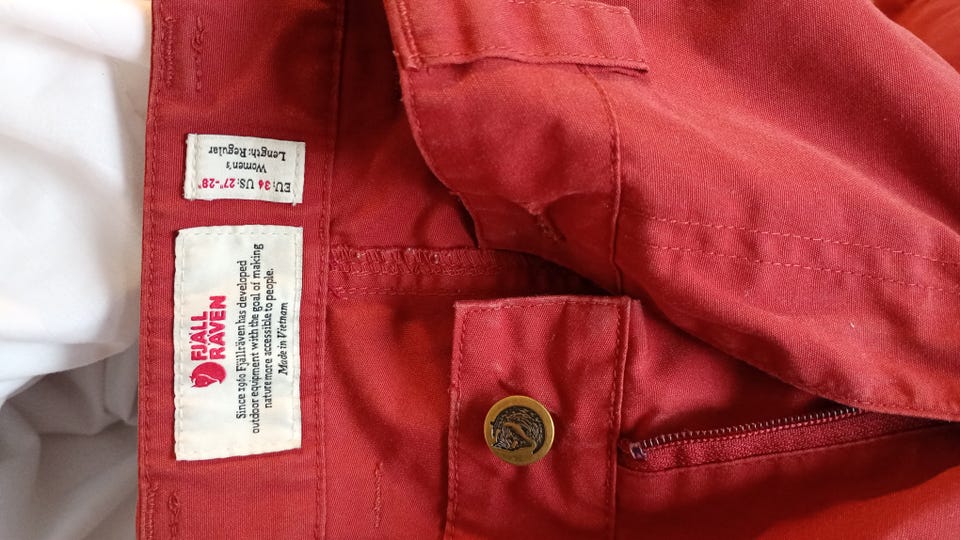 EU: 34 US: 27"-28"
Women's
Length: Regular
FJÄLL
RÄVEN
Since 1960 Fjällräven has developed
outdoor equipment with the goal of making
nature more accessible to people.
Made in Vietnam